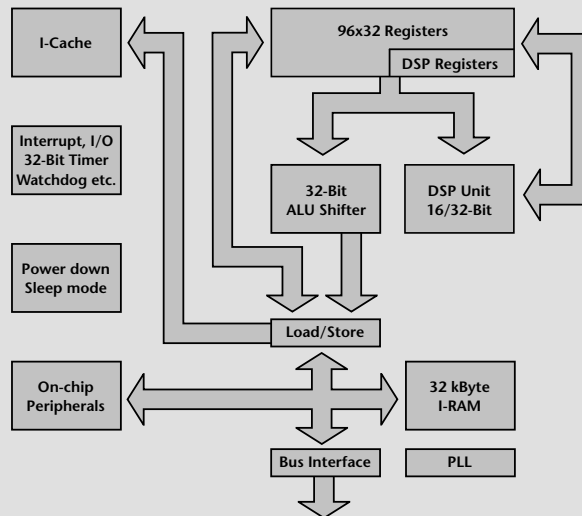 I-Cache
96x32 Registers
DSP Registers
Interrupt, I/O
32-Bit Timer
Watchdog etc.
32-Bit
ALU Shifter
DSP Unit
16/32-Bit
Power down
Sleep mode
Load/Store
On-chip
Peripherals
32 kByte
I-RAM
Bus Interface
PLL